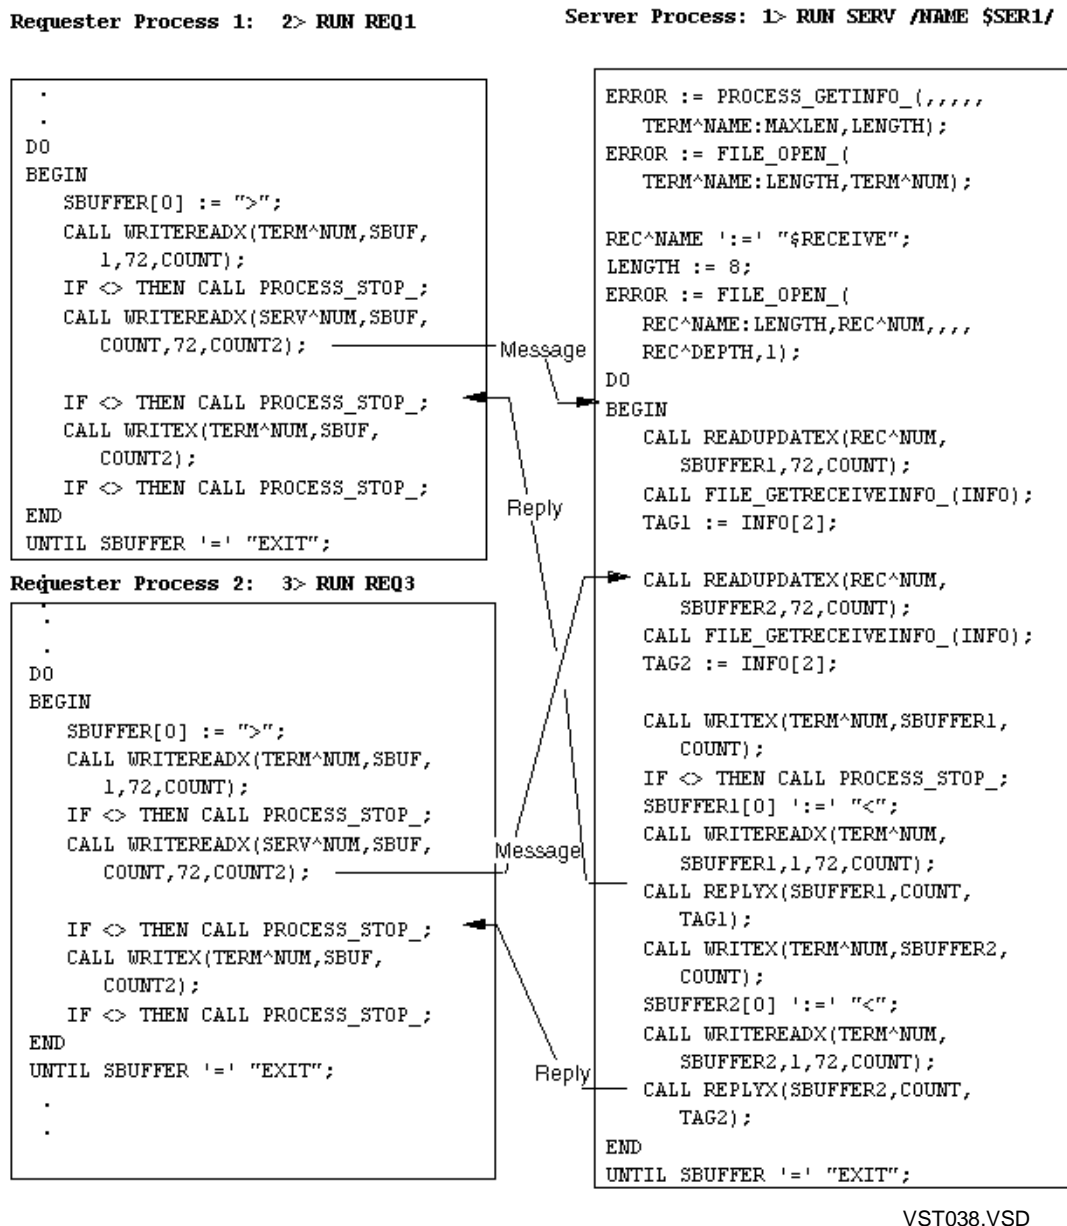 Requester Process 1: 2> RUN REQ1
.
.
DO
BEGIN
SBUFFER[0] := ">";
CALL WRITEREADX(TERM^NUM,SBUF,
1,72,COUNT);
IF <> THEN CALL PROCESS_STOP_;
CALL WRITEREADX(SERV^NUM,SBUF,
COUNT,72,COUNT2);
IF <> THEN CALL PROCESS_STOP_;
CALL WRITEX(TERM^NUM,SBUF,
COUNT2);
IF <> THEN CALL PROCESS_STOP_;
END
UNTIL SBUFFER '=' "EXIT";
Requester Process 2: 3> RUN REQ3
.
.
.
DO
BEGIN
SBUFFER[0] := ">";
CALL WRITEREADX(TERM^NUM,SBUF,
1,72,COUNT);
IF <> THEN CALL PROCESS_STOP_;
CALL WRITEREADX(SERV^NUM,SBUF,
COUNT,72,COUNT2);
IF <> THEN CALL PROCESS_STOP_;
CALL WRITEX(TERM^NUM,SBUF,
COUNT2);
IF <> THEN CALL PROCESS_STOP_;
END
UNTIL SBUFFER '=' "EXIT";
.
.
Message
Reply
Message
Reply
Server Process: 1> RUN SERV /NAME $SER1/
ERROR := PROCESS_GETINFO_(,,,,,
TERM^NAME:MAXLEN,LENGTH);
ERROR := FILE_OPEN_(
TERM^NAME:LENGTH,TERM^NUM);
REC^NAME ':=' "$RECEIVE";
LENGTH := 8;
ERROR := FILE_OPEN_(
REC^NAME:LENGTH,REC^NUM,,,,
REC^DEPTH,1);
DO
BEGIN
CALL READUPDATEX(REC^NUM,
SBUFFER1,72,COUNT);
CALL FILE_GETRECEIVEINFO_(INFO);
TAG1 := INFO[2];
CALL READUPDATEX(REC^NUM,
SBUFFER2,72,COUNT);
CALL FILE_GETRECEIVEINFO_(INFO);
TAG2 := INFO[2];
CALL WRITEX(TERM^NUM,SBUFFER1,
COUNT);
IF <> THEN CALL PROCESS_STOP_;
SBUFFER1[0] ':=' "<";
CALL WRITEREADX(TERM^NUM,
SBUFFER1,1,72,COUNT);
CALL REPLYX(SBUFFER1,COUNT,
TAG1);
CALL WRITEX(TERM^NUM,SBUFFER2,
COUNT);
SBUFFER2[0] ':=' "<";
CALL WRITEREADX(TERM^NUM,
SBUFFER2,1,72,COUNT);
CALL REPLYX(SBUFFER2,COUNT,
TAG2);
END
UNTIL SBUFFER '=' "EXIT";
VST038.VSD